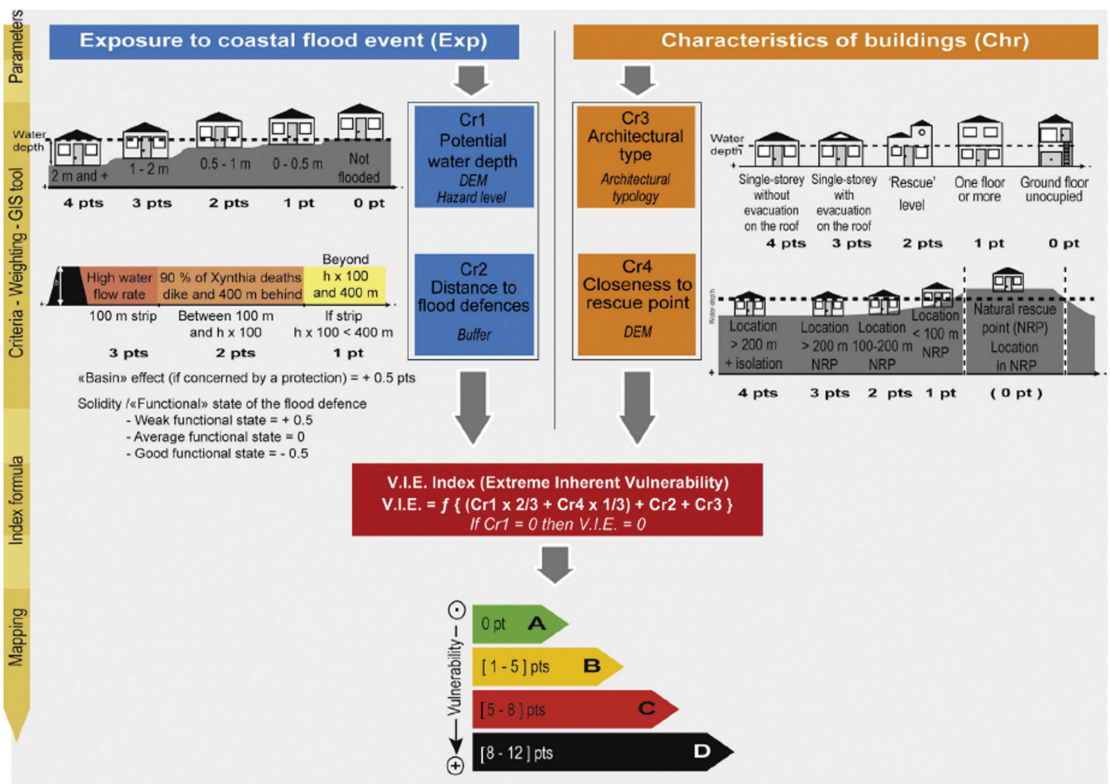 Parameters
Criteria - Weighting - GIS tool
Index formula
Mapping
Exposure to coastal flood event (Exp)
Characteristics of buildings (Chr)
Water
depth
2 m and +
1 - 2 m
0.5 - 1 m
0 - 0.5 m
Not
flooded
4 pts
3 pts
2 pts
1 pt
0 pt
Cr1
Potential
water depth
DEM
Hazard level
Cr3
Architectural
type
Architectural
typology
Water
depth
Single-storey
without
evacuation
on the roof
Single-storey
with
evacuation
on the roof
'Rescue'
level
One floor
or more
Ground floor
unocupied
4 pts
3 pts
2 pts
1 pt
0 pt
High water
flow rate
90 % of Xynthia deaths
dike and 400 m behind
Beyond
h x 100
and 400 m
100 m strip
Between 100 m
and h x 100
If strip
h x 100 < 400 m
3 pts
2 pts
1 pt
«Basin» effect (if concerned by a protection) = + 0.5 pts
Solidity /«Functional» state of the flood defence
- Weak functional state = + 0.5
- Average functional state = 0
- Good functional state = - 0.5
Cr2
Distance to
flood defences
Buffer
Cr4
Closeness to
rescue point
DEM
Water depth
Location
> 200 m
+ isolation
Location
> 200 m
NRP
Location
100-200 m
NRP
Location
< 100 m
NRP
Natural rescue
point (NRP)
Location
in NRP
4 pts
3 pts
2 pts
1 pt
( 0 pt )
V.I.E. Index (Extreme Inherent Vulnerability)
V.I.E. = ƒ { (Cr1 x 2/3 + Cr4 x 1/3) + Cr2 + Cr3 }
If Cr1 = 0 then V.I.E. = 0
Vulnerability
0 pt A
[ 1 - 5 ] pts B
[ 5 - 8 ] pts C
[8 - 12 ] pts D